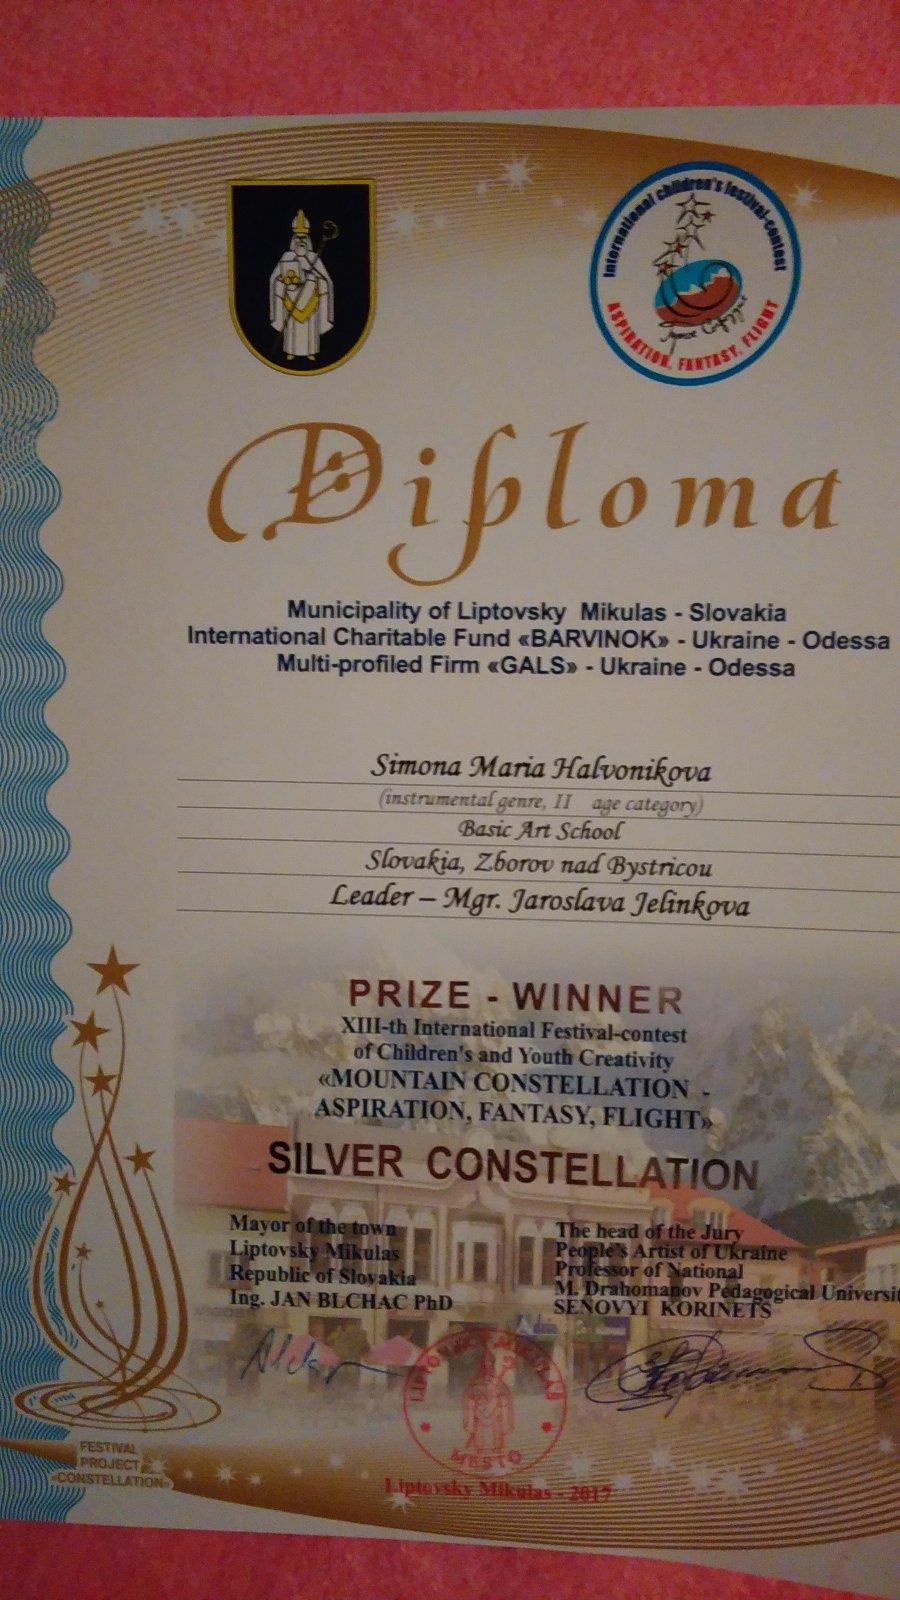 International children's festival-contest
ASPIRATION, FANTASY, FLIGHT
Diploma
Municipality of Liptovsky Mikulas - Slovakia
International Charitable Fund «BARVINOK» - Ukraine - Odessa
Multi-profiled Firm «GALS» - Ukraine - Odessa
Simona Maria Halvonikova
(instrumental genre, II age category)
Basic Art School
Slovakia, Zborov nad Bystricou
Leader – Mgr. Jaroslava Jelinkova
PRIZE - WINNER
XIII-th International Festival-contest
of Children's and Youth Creativity
«MOUNTAIN CONSTELLATION -
ASPIRATION, FANTASY, FLIGHT»
SILVER CONSTELLATION
Mayor of the town
Liptovsky Mikulas
Republic of Slovakia
Ing. JAN BLCHAC PhD
The head of the Jury
People's Artist of Ukraine
Professor of National
M. Drahomanov Pedagogical Universi
SENOVYI KORINETS
LIPTOVSKÝ MIKULÁŠ
MESTO
Liptovsky Mikulas - 2017
FESTIVAL
PROJECT
«CONSTELLATION»